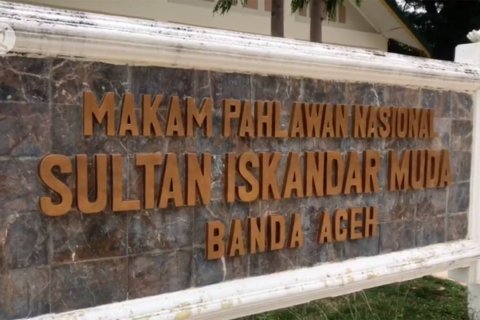 MAKAM PAHLAWAN NASIONAL
SULTAN ISKANDAR MUDA
BANDA ACEH